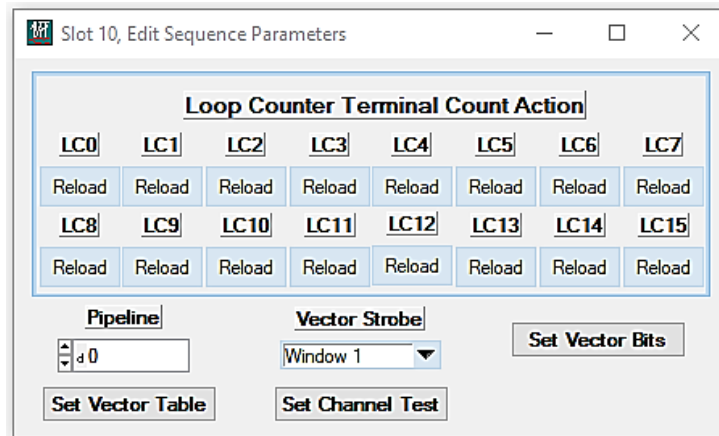 Slot 10, Edit Sequence Parameters
Loop Counter Terminal Count Action
LC0 LC1 LC2 LC3 LC4 LC5 LC6 LC7
Reload Reload Reload Reload Reload Reload Reload Reload
LC8 LC9 LC10 LC11 LC12 LC13 LC14 LC15
Reload Reload Reload Reload Reload Reload Reload Reload
Pipeline Vector Strobe
d 0 Window 1 Set Vector Bits
Set Vector Table Set Channel Test